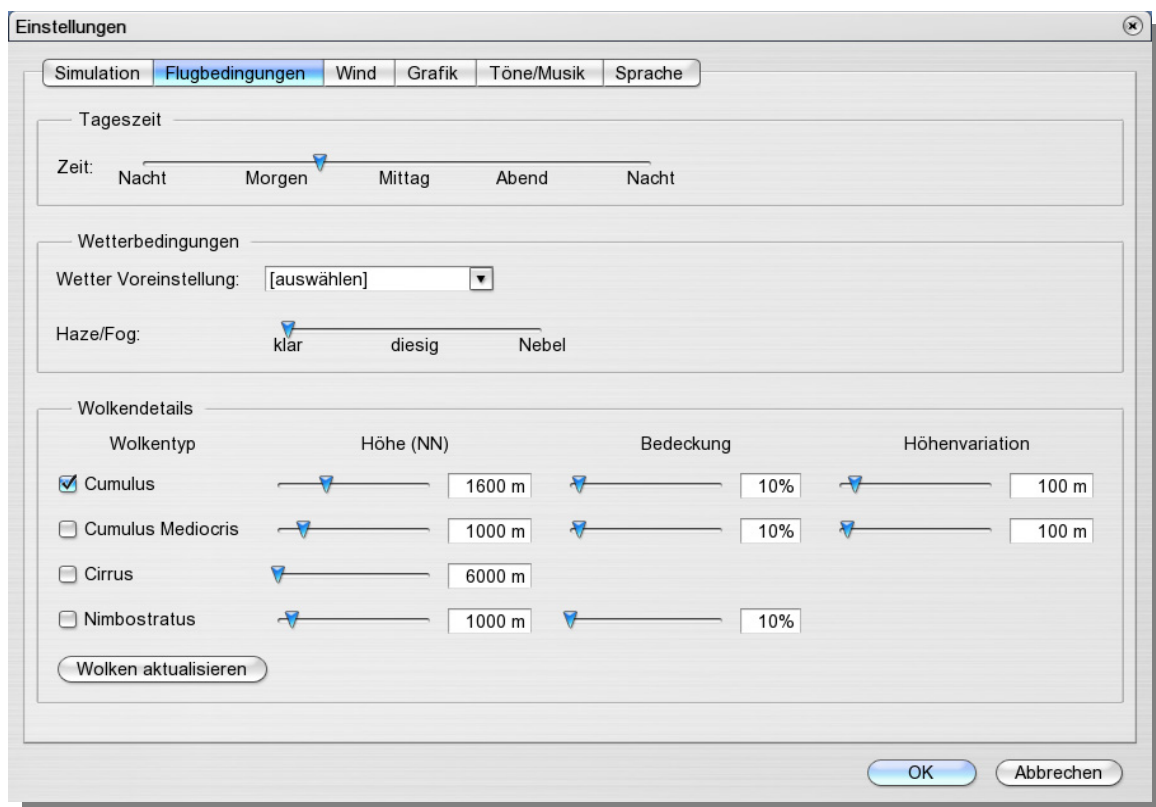 Einstellungen
Simulation Flugbedingungen Wind Grafik Töne/Musik Sprache
Tageszeit
Zeit:
Nacht Morgen Mittag Abend Nacht
Wetterbedingungen
Wetter Voreinstellung: [auswählen]
Haze/Fog:
klar diesig Nebel
Wolkendetails
Wolkentyp Höhe (NN) Bedeckung Höhenvariation
Cumulus 1600 m 10% 100 m
Cumulus Mediocris 1000 m 10% 100 m
Cirrus 6000 m
Nimbostratus 1000 m 10%
Wolken aktualisieren
OK Abbrechen